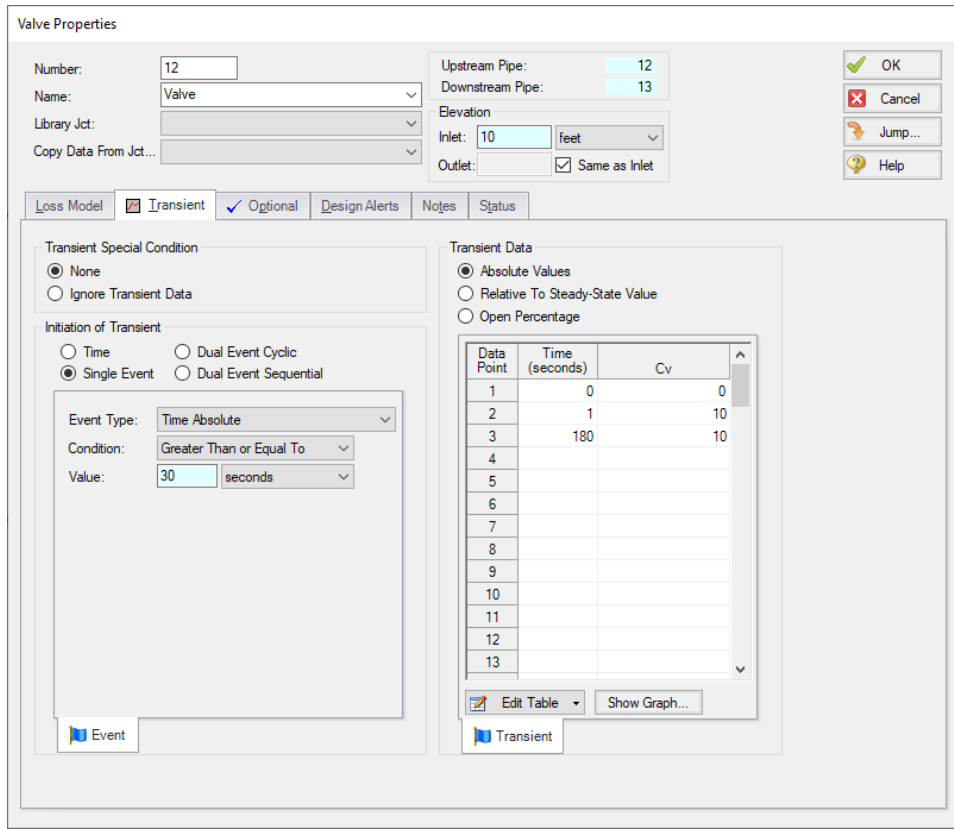 Valve Properties
Number: 12
Name: Valve
Library Jct:
Copy Data From Jct...
Upstream Pipe: 12
Downstream Pipe: 13
Elevation
Inlet: 10 feet
Outlet: Same as Inlet
OK
Cancel
Jump...
Help
Loss Model Transient Optional Design Alerts Notes Status
Transient Special Condition
None
Ignore Transient Data
Initiation of Transient
Time Dual Event Cyclic
Single Event Dual Event Sequential
Event Type: Time Absolute
Condition: Greater Than or Equal To
Value: 30 seconds
Event
Transient Data
Absolute Values
Relative To Steady-State Value
Open Percentage
Data Point Time (seconds) Cv
1 0 0
2 1 10
3 180 10
4
5
6
7
8
9
10
11
12
13
Edit Table Show Graph...
Transient